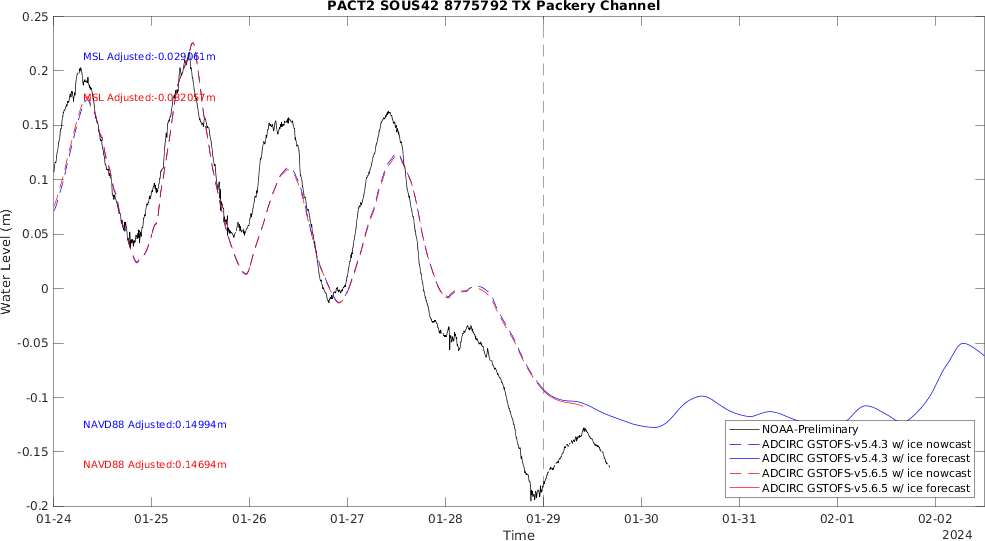 PACT2 SOUS42 8775792 TX Packery Channel
0.25
MSL Adjusted:-0.029061m
0.2
MSL Adjusted:-0.032057m
0.15
0.1
0.05
Water Level (m)
0
-0.05
-0.1
NAVD88 Adjusted:0.14994m
NOAA-Preliminary
ADCIRC GSTOFS-v5.4.3 w/ ice nowcast
-0.15
ADCIRC GSTOFS-v5.4.3 w/ ice forecast
NAVD88 Adjusted:0.14694m
ADCIRC GSTOFS-v5.6.5 w/ ice nowcast
ADCIRC GSTOFS-v5.6.5 w/ ice forecast
-0.2
01-24 01-25 01-26 01-27 01-28 01-29 01-30 01-31 02-01 02-02
Time 2024